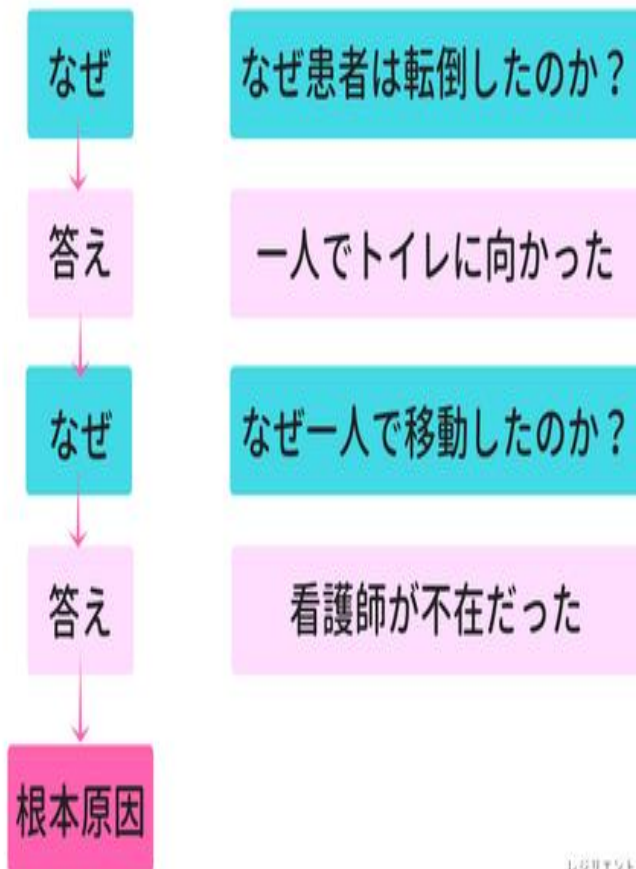 なぜ
なぜ患者は転倒したのか？
答え
一人でトイレに向かった
なぜ
なぜ一人で移動したのか？
答え
看護師が不在だった
根本原因